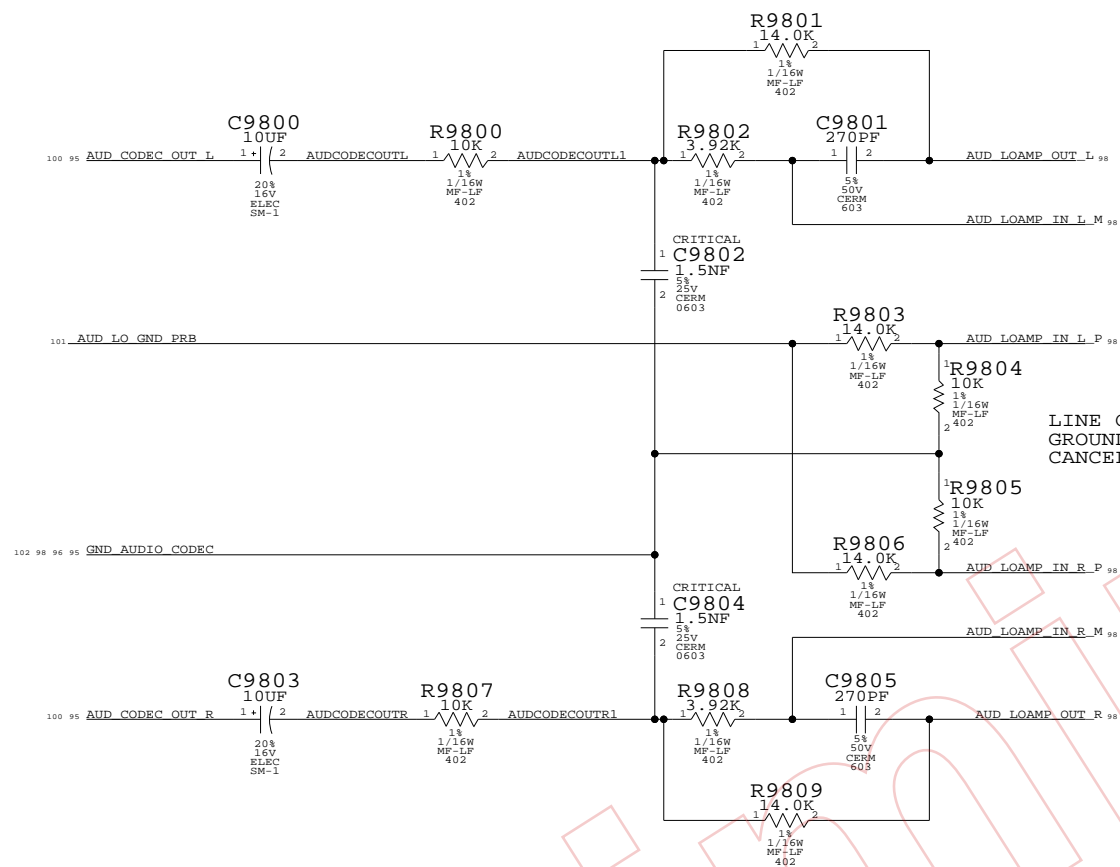 R9801
14.0K
1 2
1%
1/16W
MF-LF
402
C9800
10UF
1 + 2
20%
16V
ELEC
SM-1
R9800
10K
1 2
1%
1/16W
MF-LF
402
R9802
3.92K
1 2
1%
1/16W
MF-LF
402
C9801
270PF
1 2
5%
50V
CERM
603
100 95 AUD_CODEC_OUT_L
AUDCODECOUTL
AUDCODECOUTL1
AUD_LOAMP_OUT_L 98
AUD_LOAMP_IN_L_M 98
CRITICAL
1 C9802
1.5NF
5%
25V
2 CERM
0603
101 AUD_LO_GND_PRB
R9803
14.0K
1 2
1%
1/16W
MF-LF
402
AUD_LOAMP_IN_L_P 98
1 R9804
10K
1%
1/16W
MF-LF
2 402
LINE
GROUN
CANCE
1 R9805
10K
1%
1/16W
MF-LF
2 402
102 98 96 95 GND_AUDIO_CODEC
R9806
14.0K
1 2
1%
1/16W
MF-LF
402
AUD_LOAMP_IN_R_P 98
CRITICAL
1 C9804
1.5NF
5%
25V
2 CERM
0603
AUD_LOAMP_IN_R_M 98
C9803
10UF
1 + 2
20%
16V
ELEC
SM-1
R9807
10K
1 2
1%
1/16W
MF-LF
402
R9808
3.92K
1 2
1%
1/16W
MF-LF
402
C9805
270PF
1 2
5%
50V
CERM
603
100 95 AUD_CODEC_OUT_R
AUDCODECOUTR
AUDCODECOUTR1
AUD_LOAMP_OUT_R 98
R9809
14.0K
1 2
1%
1/16W
MF-LF
402